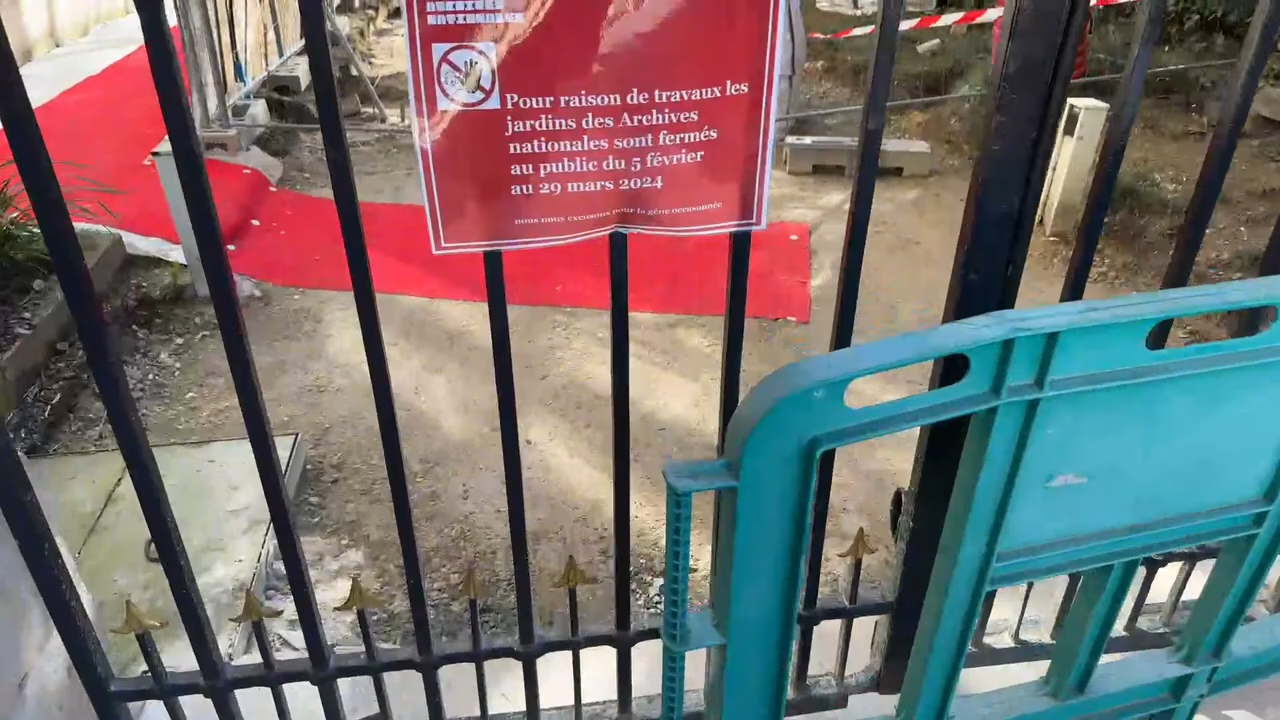 NATIONALES
Pour raison de travaux les
jardins des Archives
nationales sont fermés
au public du 5 février
au 29 mars 2024
nous nous excusons pour la gêne occasionnée